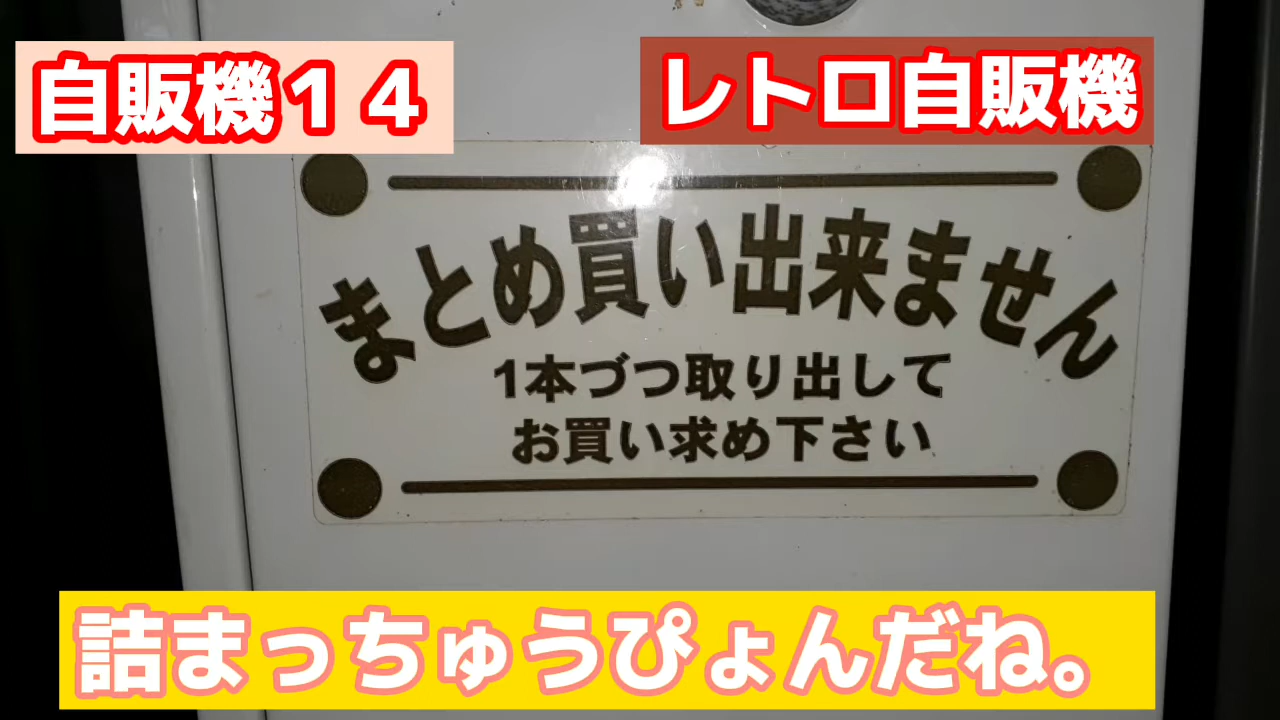 自販機１４
レトロ自販機
まとめ買い出来ません
1本づつ取り出して
お買い求め下さい
詰まっちゅうぴょんだね。